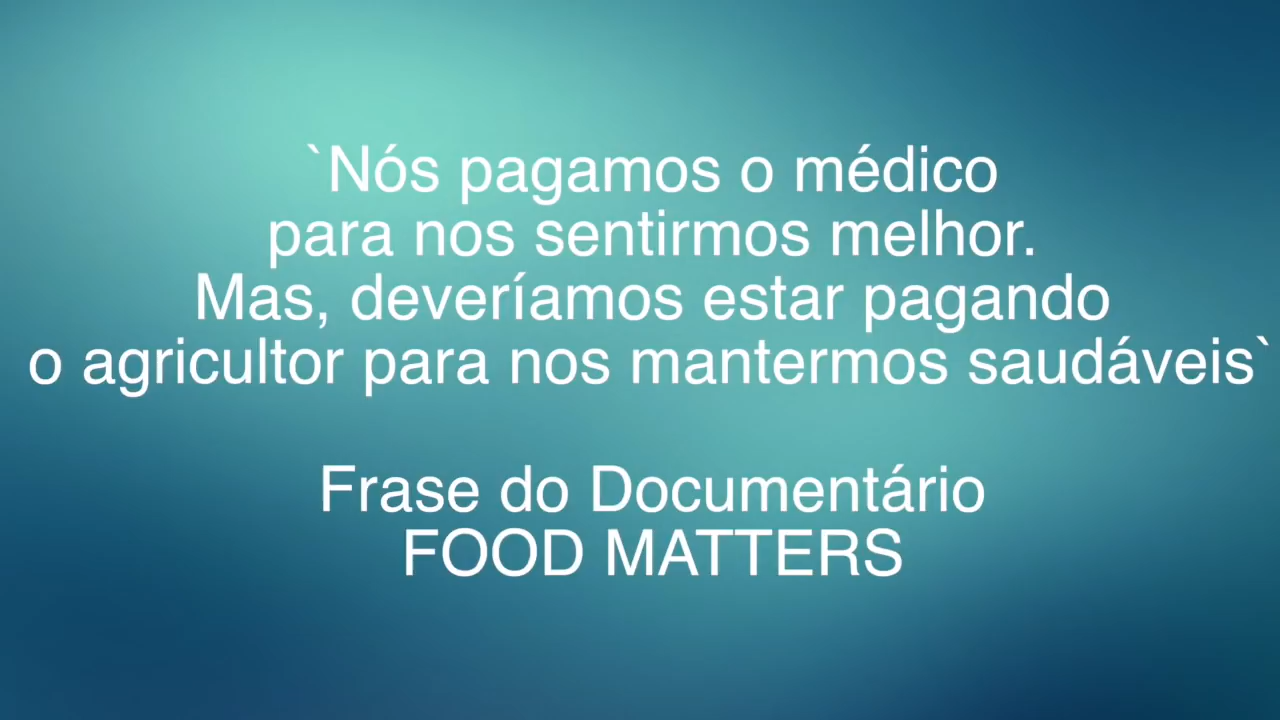 `Nós pagamos o médico
para nos sentirmos melhor.
Mas, deveríamos estar pagando
o agricultor para nos mantermos saudáveis`
Frase do Documentário
FOOD MATTERS